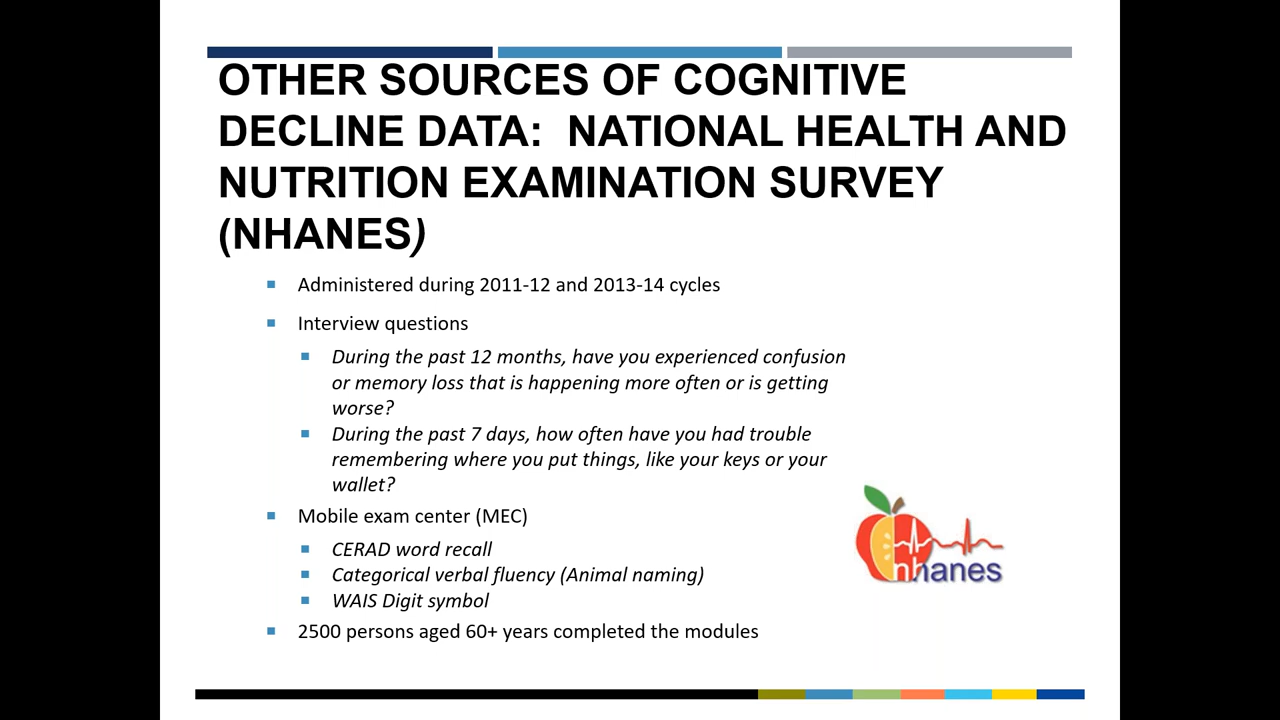 OTHER SOURCES OF COGNITIVE
DECLINE DATA:  NATIONAL HEALTH AND
NUTRITION EXAMINATION SURVEY
(NHANES)
Administered during 2011-12 and 2013-14 cycles
Interview questions
During the past 12 months, have you experienced confusion
or memory loss that is happening more often or is getting
worse?
During the past 7 days, how often have you had trouble
remembering where you put things, like your keys or your
wallet?
Mobile exam center (MEC)
CERAD word recall
Categorical verbal fluency (Animal naming)
WAIS Digit symbol
nhanes
2500 persons aged 60+ years completed the modules